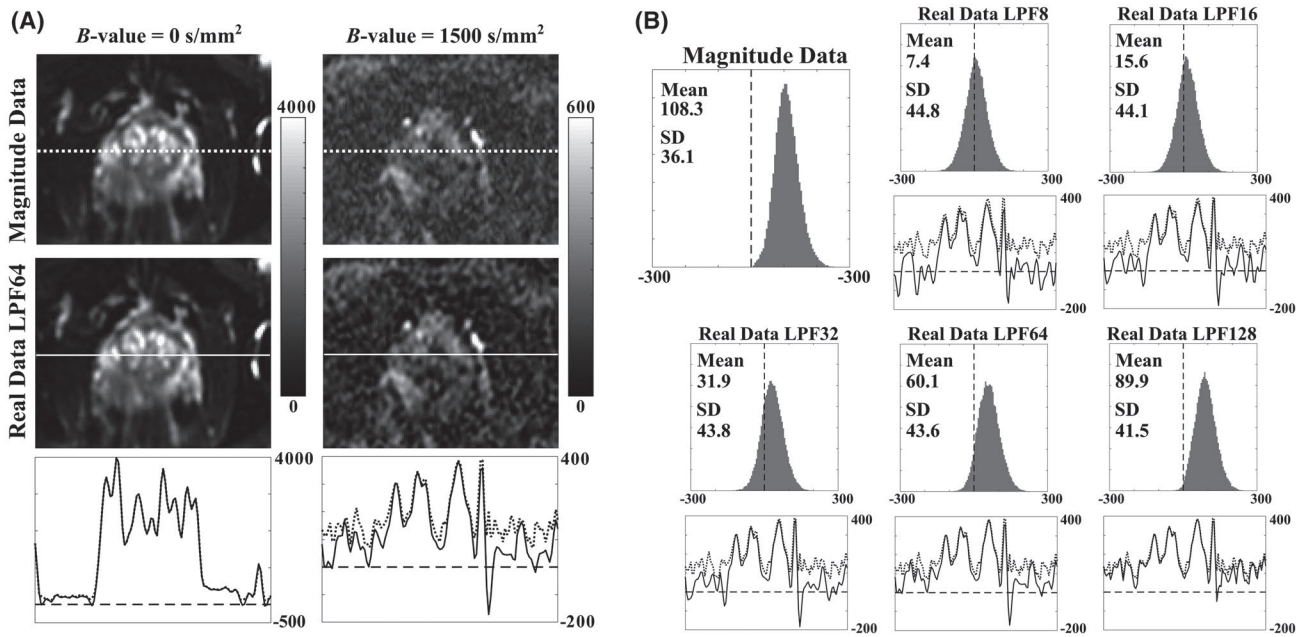 (A)
B-value = 0 s/mm²
B-value = 1500 s/mm²
Magnitude Data
4000
0
600
0
Real Data LPF64
4000
-500
400
-200
(B)
Magnitude Data
Mean
108.3
SD
36.1
-300
-300
Real Data LPF8
Mean
7.4
SD
44.8
-300
300
400
-200
Real Data LPF16
Mean
15.6
SD
44.1
-300
300
400
-200
Real Data LPF32
Mean
31.9
SD
43.8
-300
300
400
-200
Real Data LPF64
Mean
60.1
SD
43.6
-300
300
400
-200
Real Data LPF128
Mean
89.9
SD
41.5
-300
300
400
-200